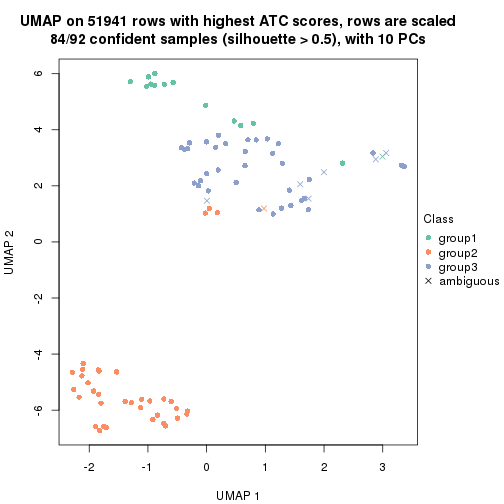 UMAP on 51941 rows with highest ATC scores, rows are scaled
84/92 confident samples (silhouette > 0.5), with 10 PCs
6
4
2
0
-2
-4
-6
UMAP 2
-2
-1
0
1
2
3
UMAP 1
Class
group1
group2
group3
ambiguous